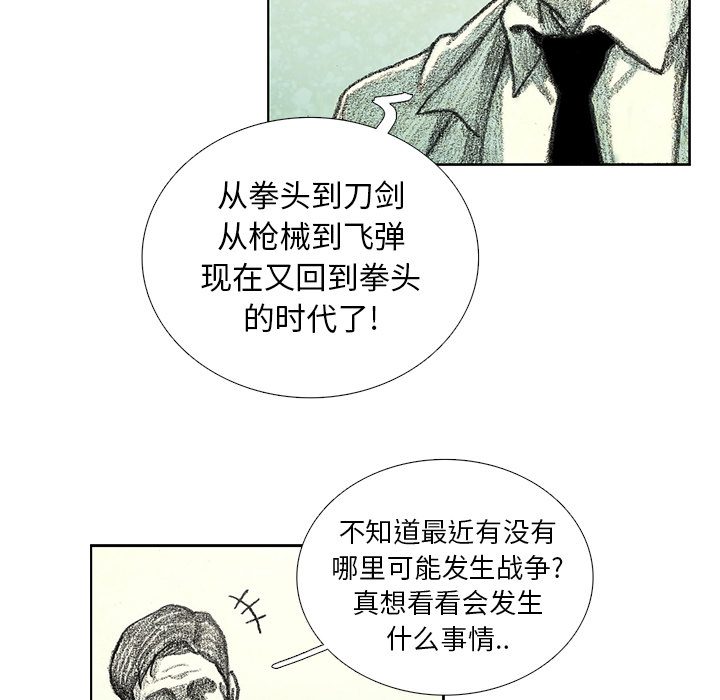 从拳头到刀剑
从枪械到飞弹
现在又回到拳头
的时代了!
不知道最近有没有
哪里可能发生战争?
真想看看会发生
什么事情..